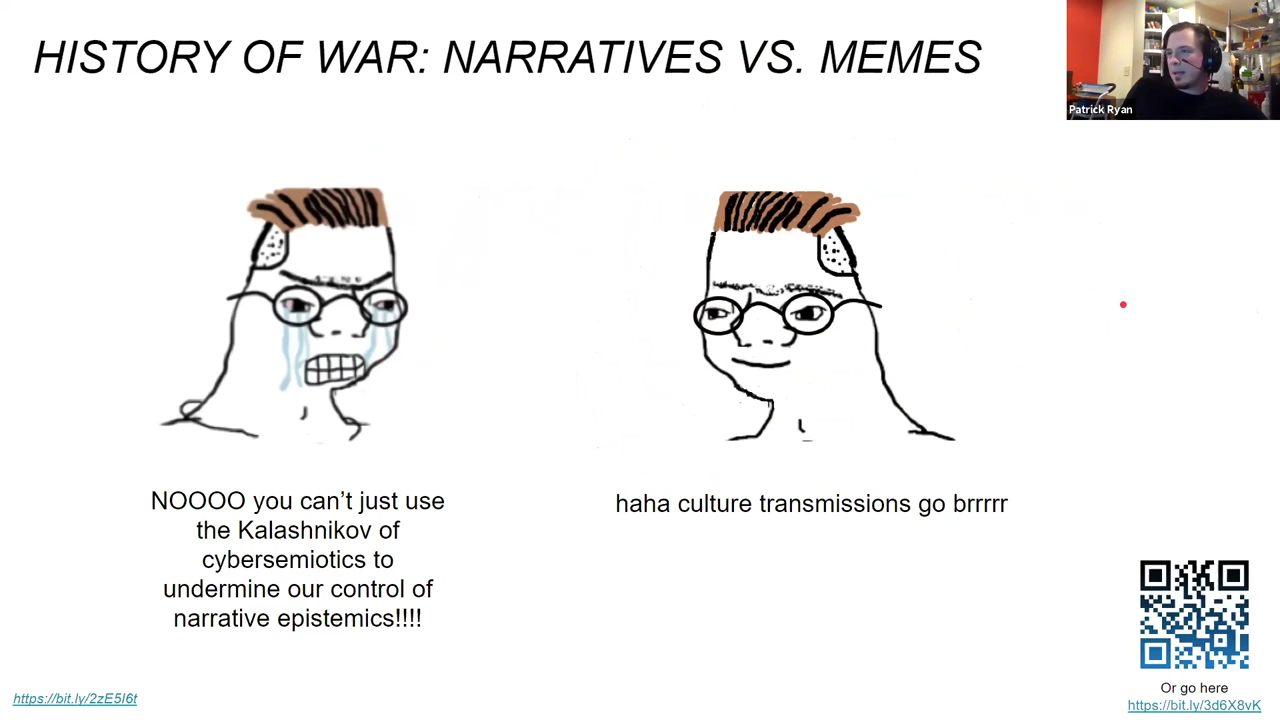 HISTORY OF WAR: NARRATIVES VS. MEMES
Patrick Ryan
NOOOO you can’t just use
the Kalashnikov of
cybersemiotics to
undermine our control of
narrative epistemics!!!!
haha culture transmissions go brrrrr
https://bit.ly/2zE5l6t
Or go here
https://bit.ly/3d6X8vK